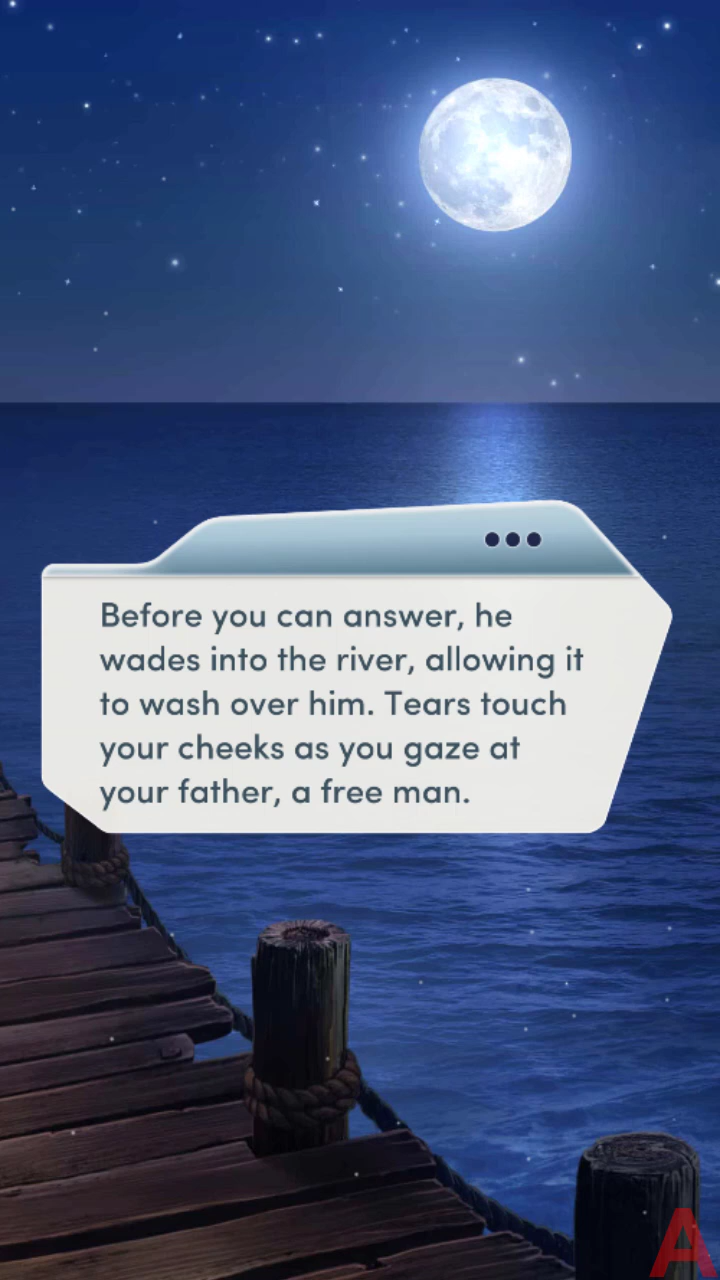 Before you can answer, he
wades into the river, allowing it
to wash over him. Tears touch
your cheeks as you gaze at
your father, a free man.
A